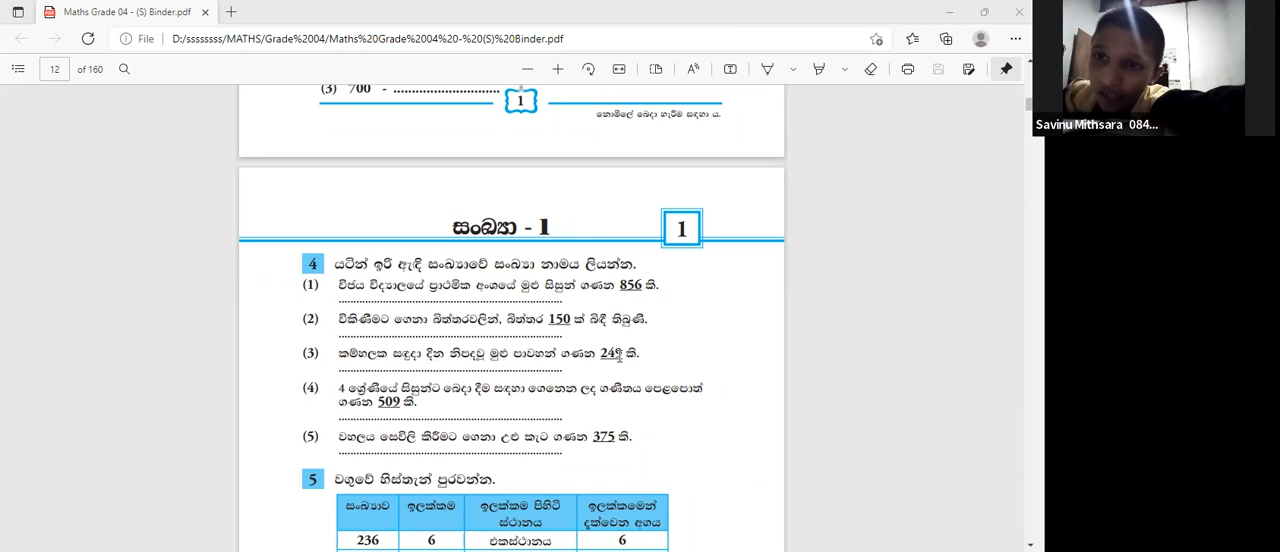 Maths Grade 04 - (S) Binder.pdf
File D:/ssssssss/MATHS/Grade%2004/Maths%20Grade%2004%20-%20(S)%20Binder.pdf
12 of 160
(3) 700 - ..............................
1
නොමිලේ බෙදා හැරීම සඳහා ය.
සංඛ්‍යා - 1
1
4 යටින් ඉරි ඇඳි සංඛ්‍යාවේ සංඛ්‍යා නාමය ලියන්න.
(1) විජය විද්‍යාලයේ ප්‍රාථමික අංශයේ මුළු සිසුන් ගණන 856 කි.
(2) විකිණීමට ගෙනා බිත්තරවලින්, බිත්තර 150 ක් බිඳී තිබුණි.
(3) කම්හලක සඳුදා දින නිපදවූ මුළු පාවහන් ගණන 249 කි.
(4) 4 ශ්‍රේණියේ සිසුන්ට බෙදා දීම සඳහා ගෙනෙන ලද ගණිතය පෙළපොත්
ගණන 509 කි.
(5) වහලය සෙවිලි කිරීමට ගෙනා උළු කැට ගණන 375 කි.
5 වගුවේ හිස්තැන් පුරවන්න.
සංඛ්‍යාව ඉලක්කම ඉලක්කම පිහිටි ස්ථානය ඉලක්කමෙන් දැක්වෙන අගය
236 6 එකස්ථානය 6
Savinu Mithsara 084...